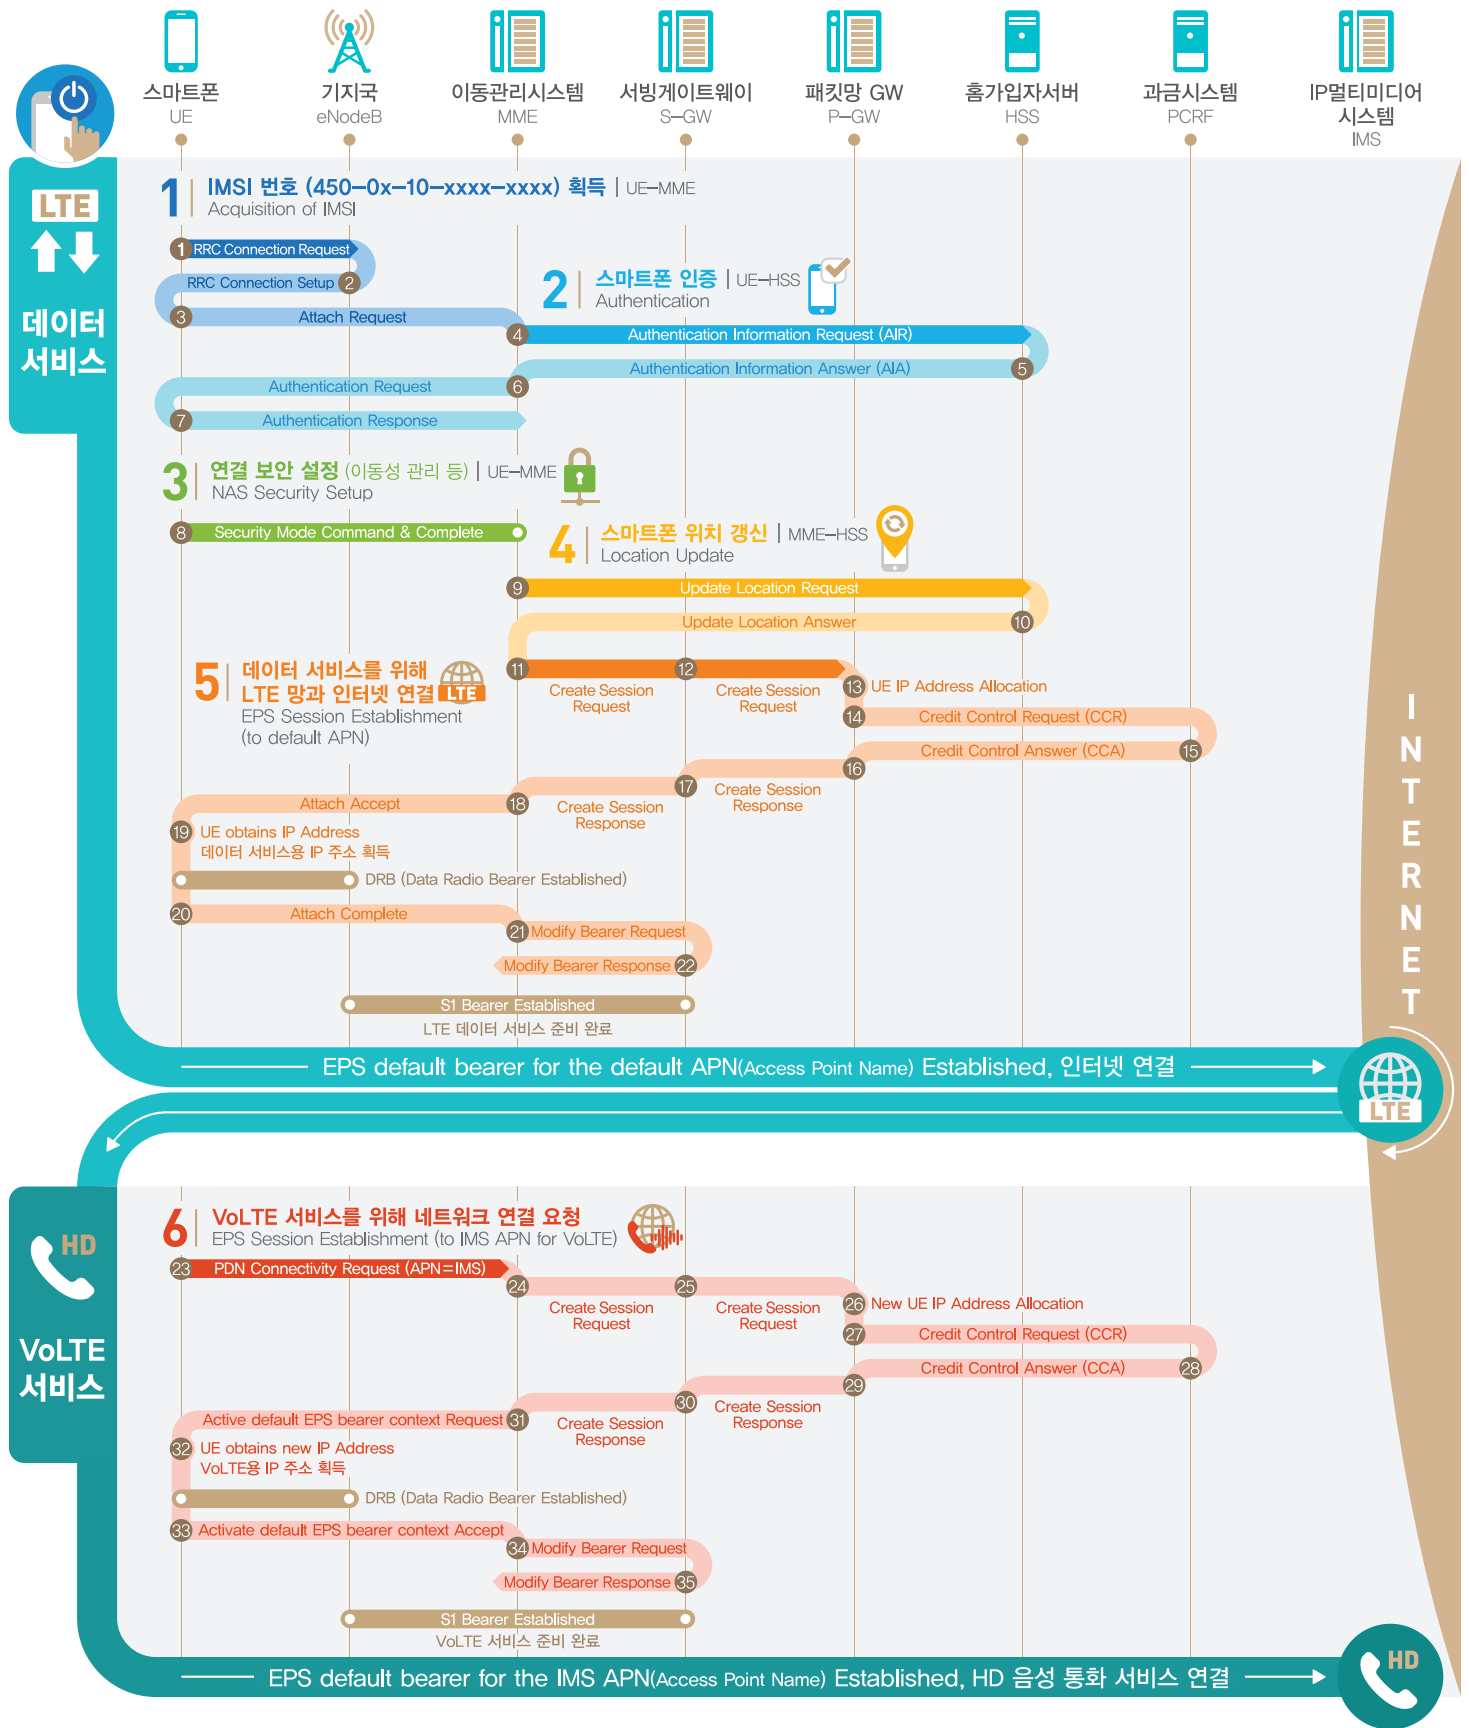 스마트폰
UE
기지국
eNodeB
이동관리시스템
MME
서빙게이트웨이
S-GW
패킷망 GW
P-GW
홈가입자서버
HSS
과금시스템
PCRF
IP멀티미디어
시스템
IMS
LTE
데이터
서비스
1 IMSI 번호 (450-0x-10-xxxx-xxxx) 획득 | UE-MME
Acquisition of IMSI
1 RRC Connection Request
RRC Connection Setup 2
3 Attach Request
2 스마트폰 인증 | UE-HSS
Authentication
4 Authentication Information Request (AIR)
Authentication Information Answer (AIA) 5
Authentication Request 6
7 Authentication Response
3 연결 보안 설정 (이동성 관리 등) | UE-MME
NAS Security Setup
8 Security Mode Command & Complete
4 스마트폰 위치 갱신 | MME-HSS
Location Update
9 Update Location Request
Update Location Answer 10
5 데이터 서비스를 위해
LTE 망과 인터넷 연결
LTE
EPS Session Establishment
(to default APN)
11 Create Session
Request
12 Create Session
Request
13 UE IP Address Allocation
14 Credit Control Request (CCR)
Credit Control Answer (CCA) 15
16
Create Session
Response
17
Create Session
Response
Attach Accept 18
19 UE obtains IP Address
데이터 서비스용 IP 주소 획득
DRB (Data Radio Bearer Established)
20 Attach Complete
21 Modify Bearer Request
Modify Bearer Response 22
S1 Bearer Established
LTE 데이터 서비스 준비 완료
EPS default bearer for the default APN(Access Point Name) Established, 인터넷 연결
LTE
INTERNET
HD
VoLTE
서비스
6 VoLTE 서비스를 위해 네트워크 연결 요청
EPS Session Establishment (to IMS APN for VoLTE)
23 PDN Connectivity Request (APN=IMS)
24 Create Session
Request
25 Create Session
Request
26 New UE IP Address Allocation
27 Credit Control Request (CCR)
Credit Control Answer (CCA) 28
29
Create Session
Response
30
Create Session
Response
Active default EPS bearer context Request 31
32 UE obtains new IP Address
VoLTE용 IP 주소 획득
DRB (Data Radio Bearer Established)
33 Activate default EPS bearer context Accept
34 Modify Bearer Request
Modify Bearer Response 35
S1 Bearer Established
VoLTE 서비스 준비 완료
EPS default bearer for the IMS APN(Access Point Name) Established, HD 음성 통화 서비스 연결
HD